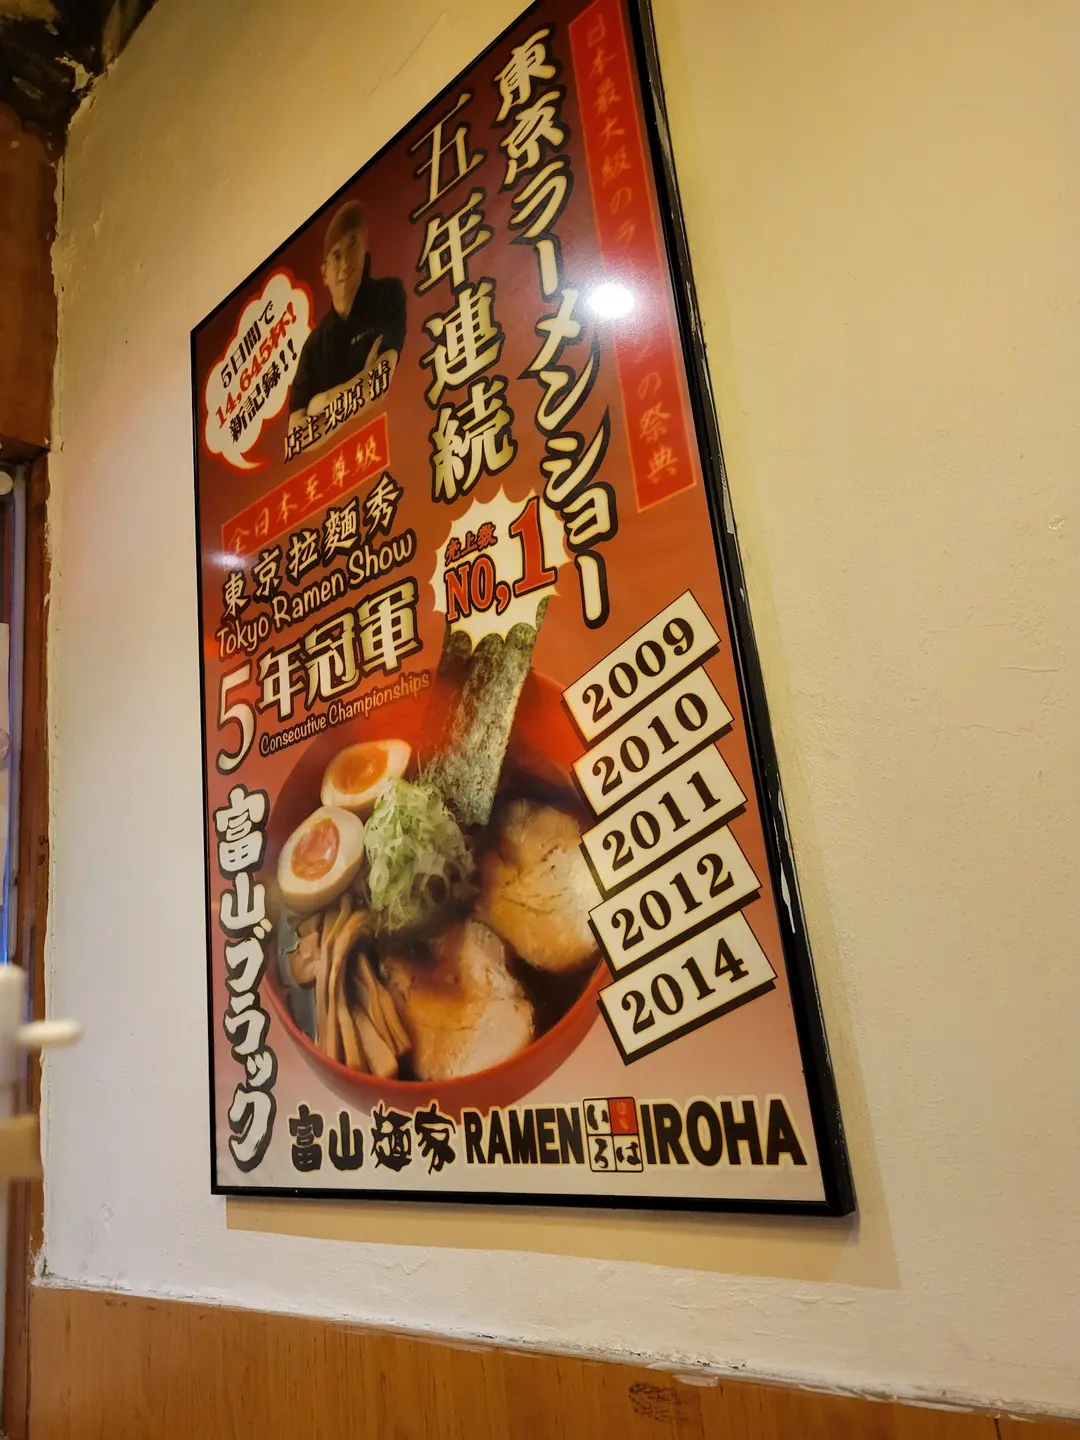 日本最大級のラ
の祭典
東京ラーメンショー
五年連続
5日間で
14,645杯!
新記録!!
店主 栗原 清
全日本至尊級
東京拉麵秀
Tokyo Ramen Show
5年冠軍
Consecutive Championships
売上数
NO,1
2009
2010
2011
2012
2014
富山ブラック
富山麵家 RAMEN いろは IROHA